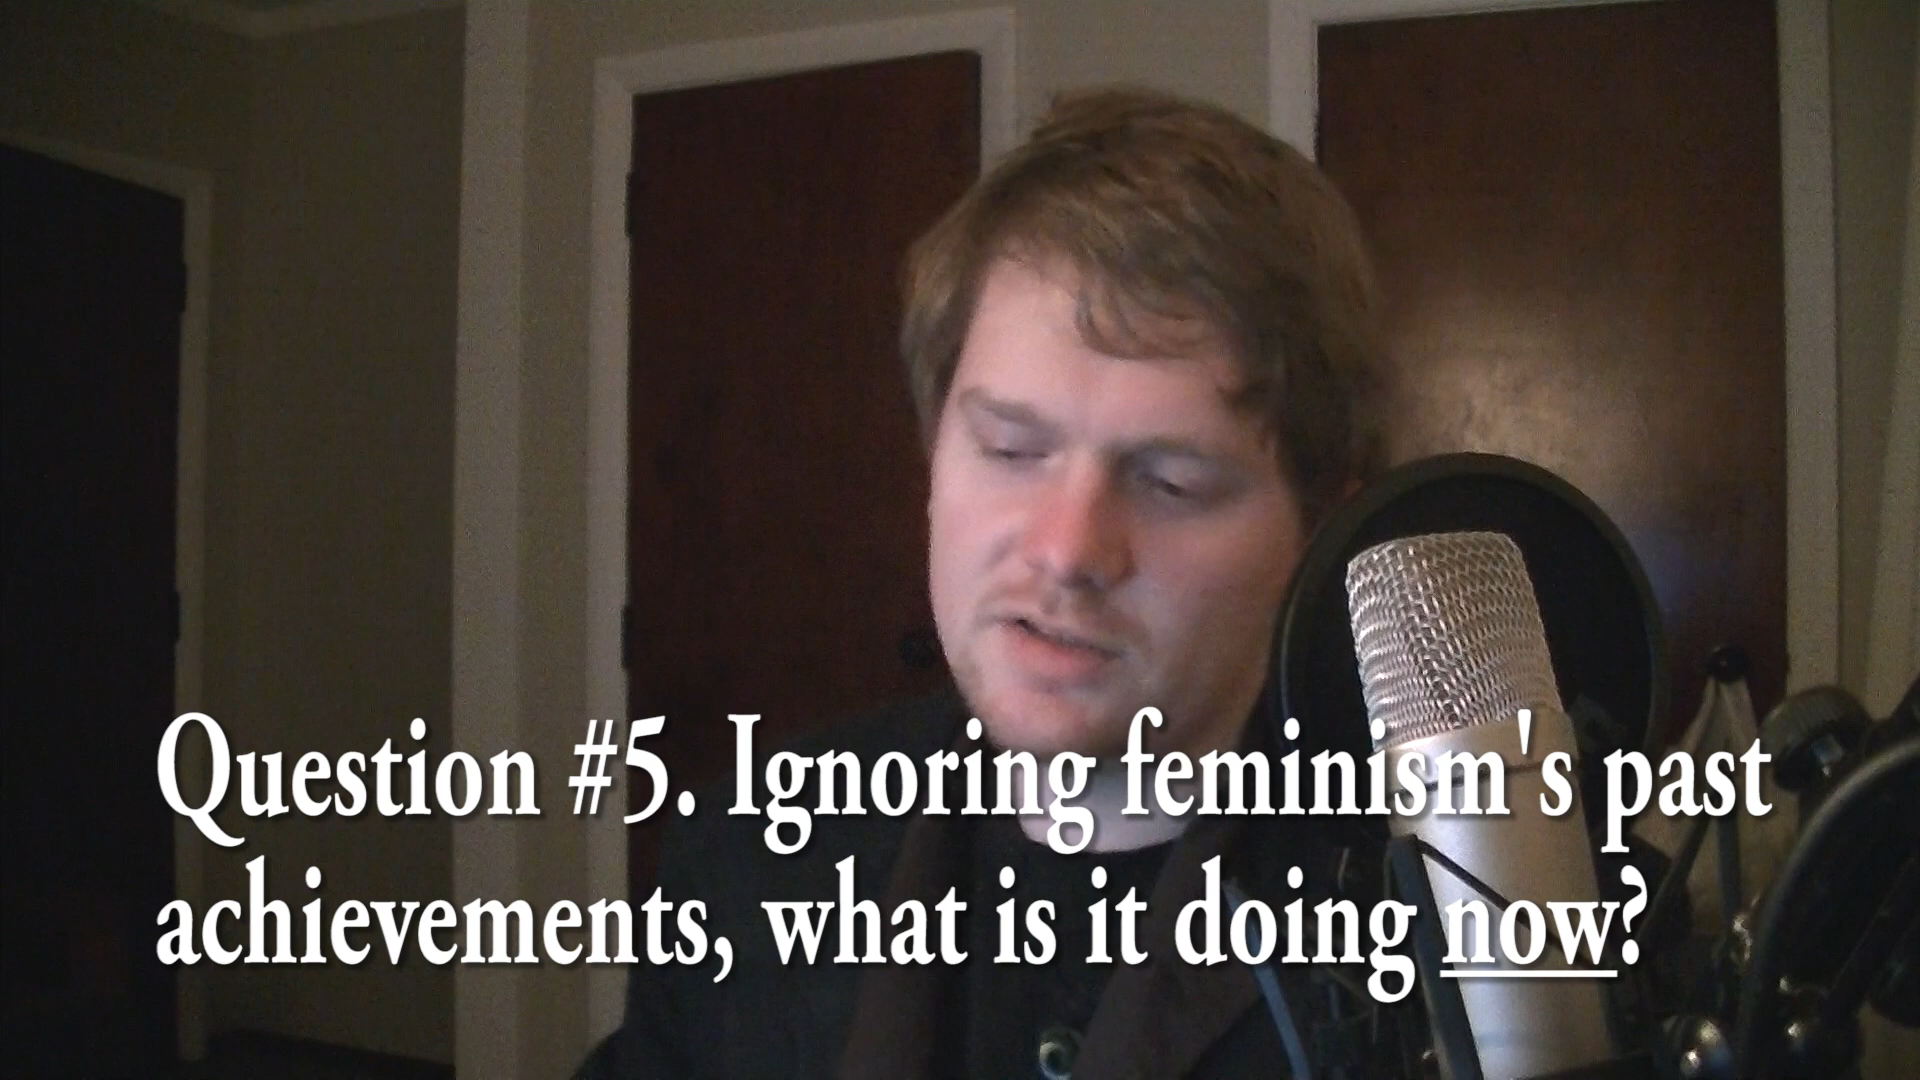 Question #5. Ignoring feminism's past
achievements, what is it doing now?